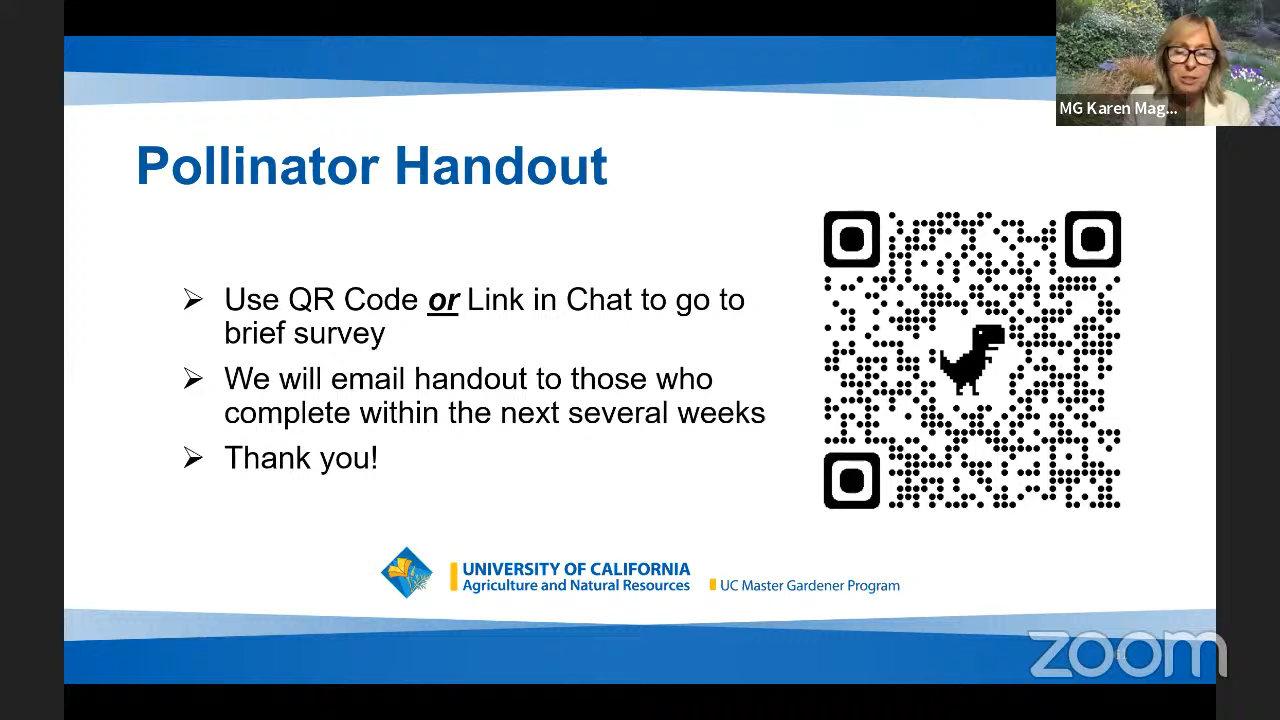 MG Karen Mag...
Pollinator Handout
Use QR Code or Link in Chat to go to
brief survey
We will email handout to those who
complete within the next several weeks
Thank you!
UNIVERSITY OF CALIFORNIA
Agriculture and Natural Resources
UC Master Gardener Program
zoom